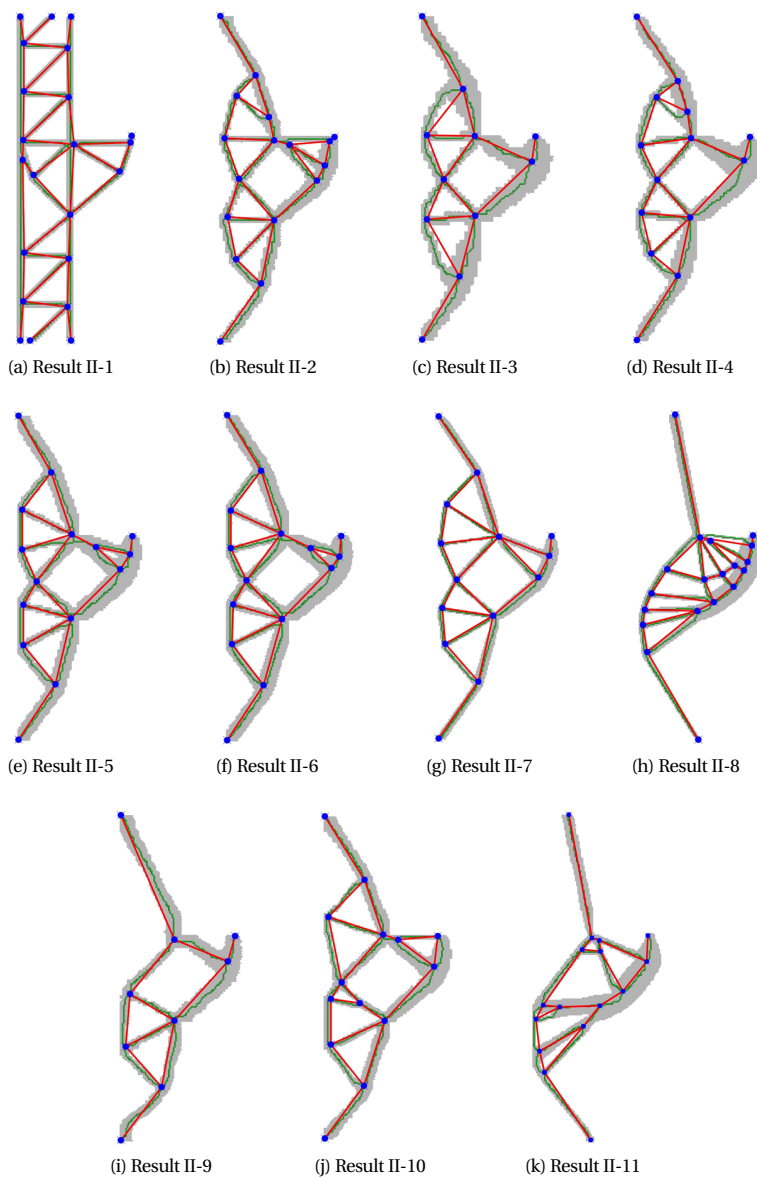 (a) Result II-1
(b) Result II-2
(c) Result II-3
(d) Result II-4
(e) Result II-5
(f) Result II-6
(g) Result II-7
(h) Result II-8
(i) Result II-9
(j) Result II-10
(k) Result II-11